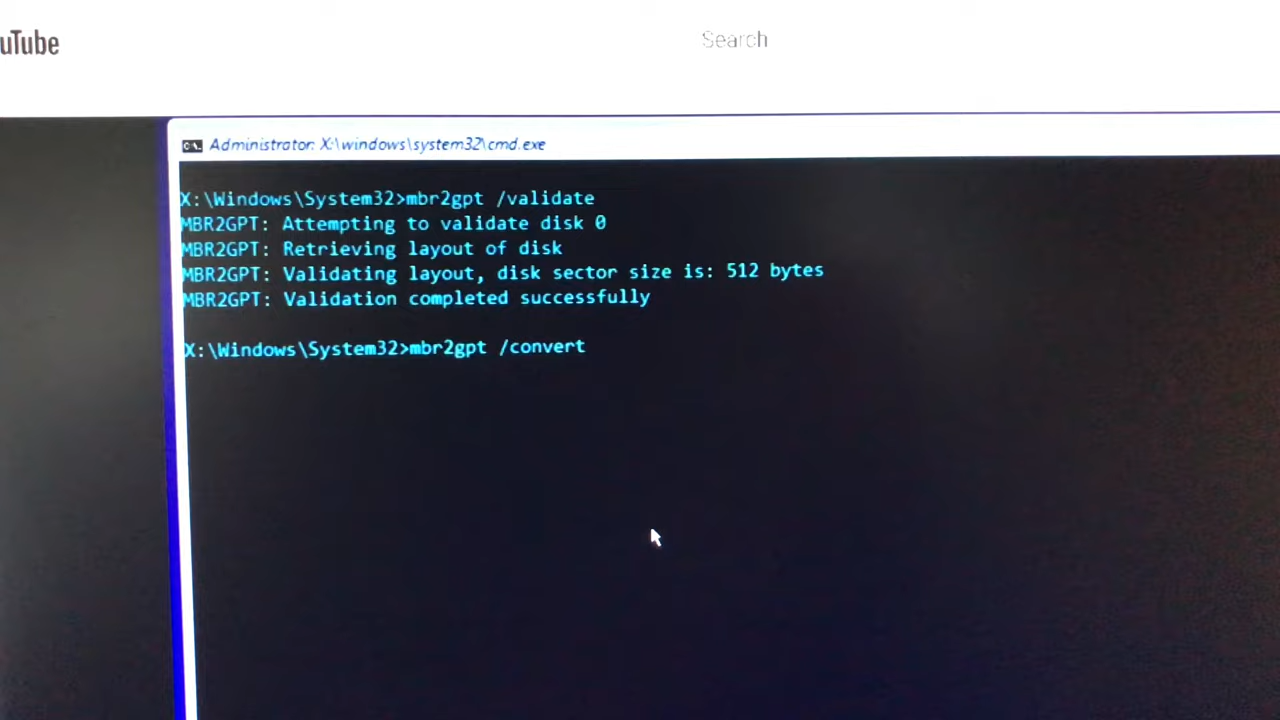 uTube
Search
Administrator: X:\windows\system32\cmd.exe
X:\Windows\System32>mbr2gpt /validate
MBR2GPT: Attempting to validate disk 0
MBR2GPT: Retrieving layout of disk
MBR2GPT: Validating layout, disk sector size is: 512 bytes
MBR2GPT: Validation completed successfully
X:\Windows\System32>mbr2gpt /convert